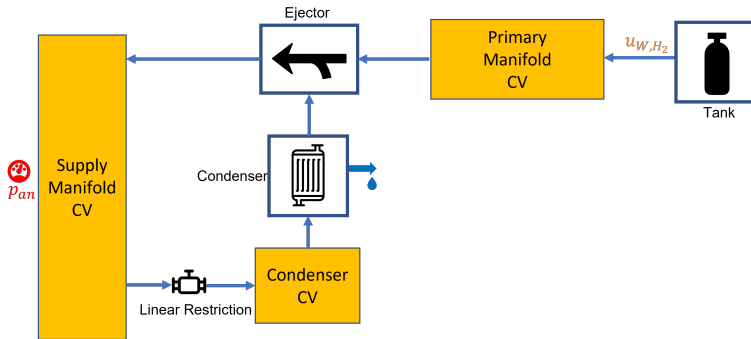 Ejector
Primary
Manifold
CV
u_{W,H_2}
Tank
Supply
Manifold
CV
p_{an}
Condenser
Linear Restriction
Condenser
CV